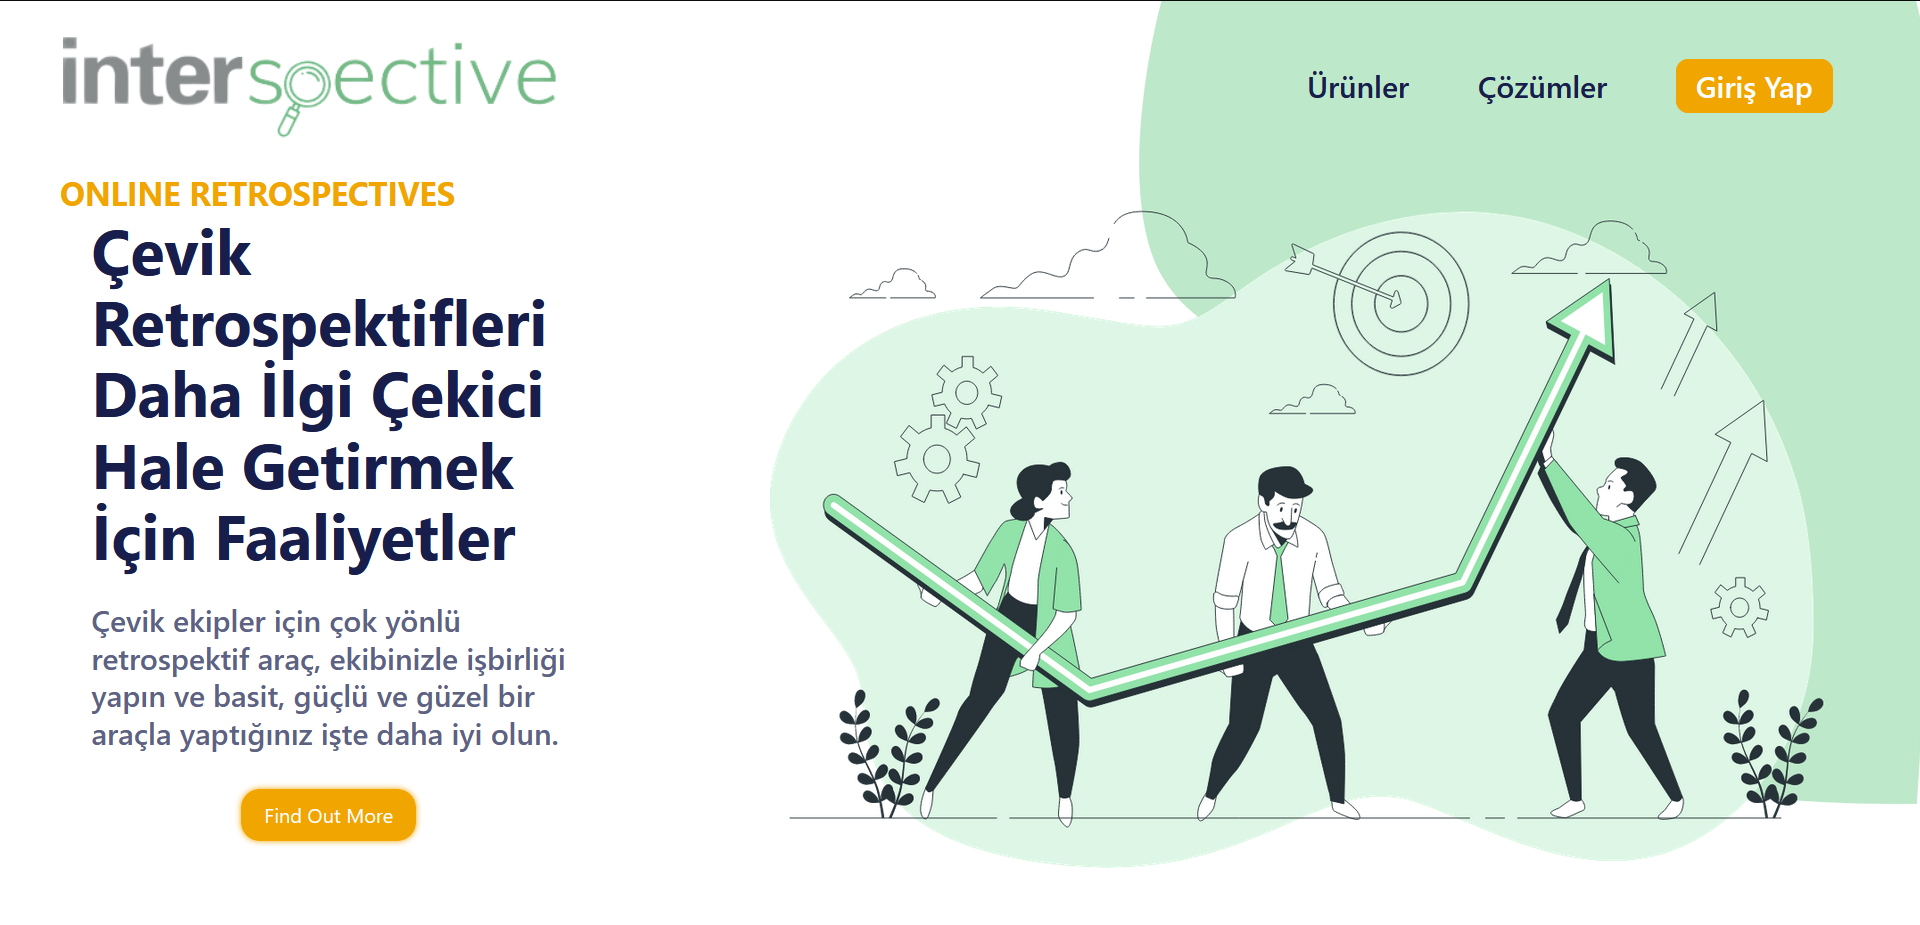 interspective
Ürünler
Çözümler
Giriş Yap
ONLINE RETROSPECTIVES
Çevik
Retrospektifleri
Daha İlgi Çekici
Hale Getirmek
İçin Faaliyetler
Çevik ekipler için çok yönlü
retrospektif araç, ekibinizle işbirliği
yapın ve basit, güçlü ve güzel bir
araçla yaptığınız işte daha iyi olun.
Find Out More